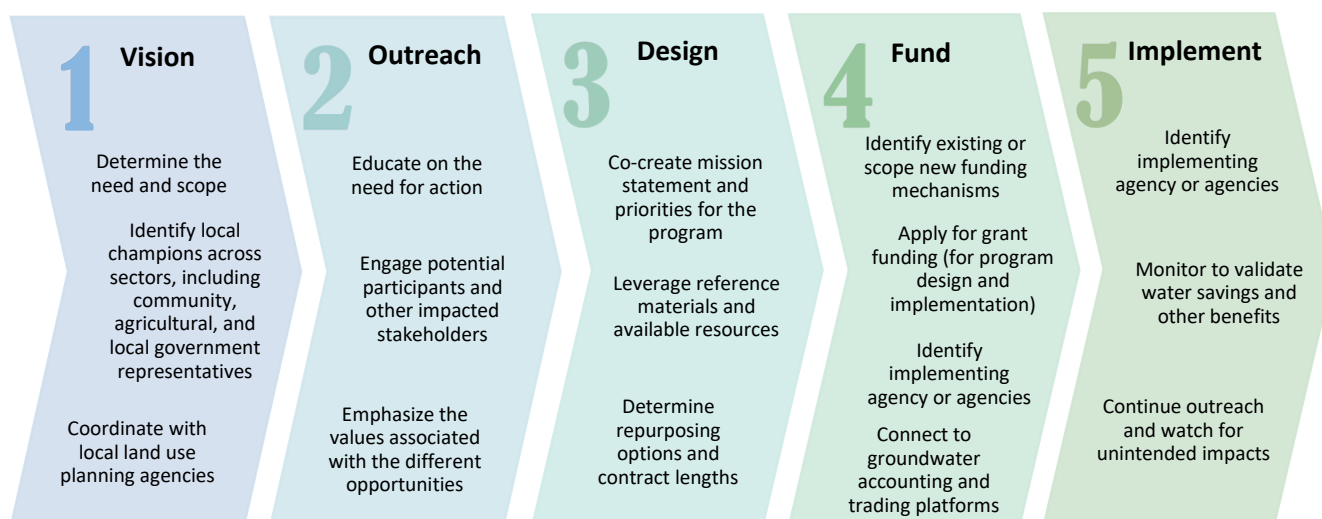 1 Vision
Determine the
need and scope
Identify local
champions across
sectors, including
community,
agricultural, and
local government
representatives
Coordinate with
local land use
planning agencies
2 Outreach
Educate on the
need for action
Engage potential
participants and
other impacted
stakeholders
Emphasize the
values associated
with the different
opportunities
3 Design
Co-create mission
statement and
priorities for the
program
Leverage reference
materials and
available resources
Determine
repurposing
options and
contract lengths
4 Fund
Identify existing or
scope new funding
mechanisms
Apply for grant
funding (for program
design and
implementation)
Identify
implementing
agency or agencies
Connect to
groundwater
accounting and
trading platforms
5 Implement
Identify
implementing
agency or agencies
Monitor to validate
water savings and
other benefits
Continue outreach
and watch for
unintended impacts